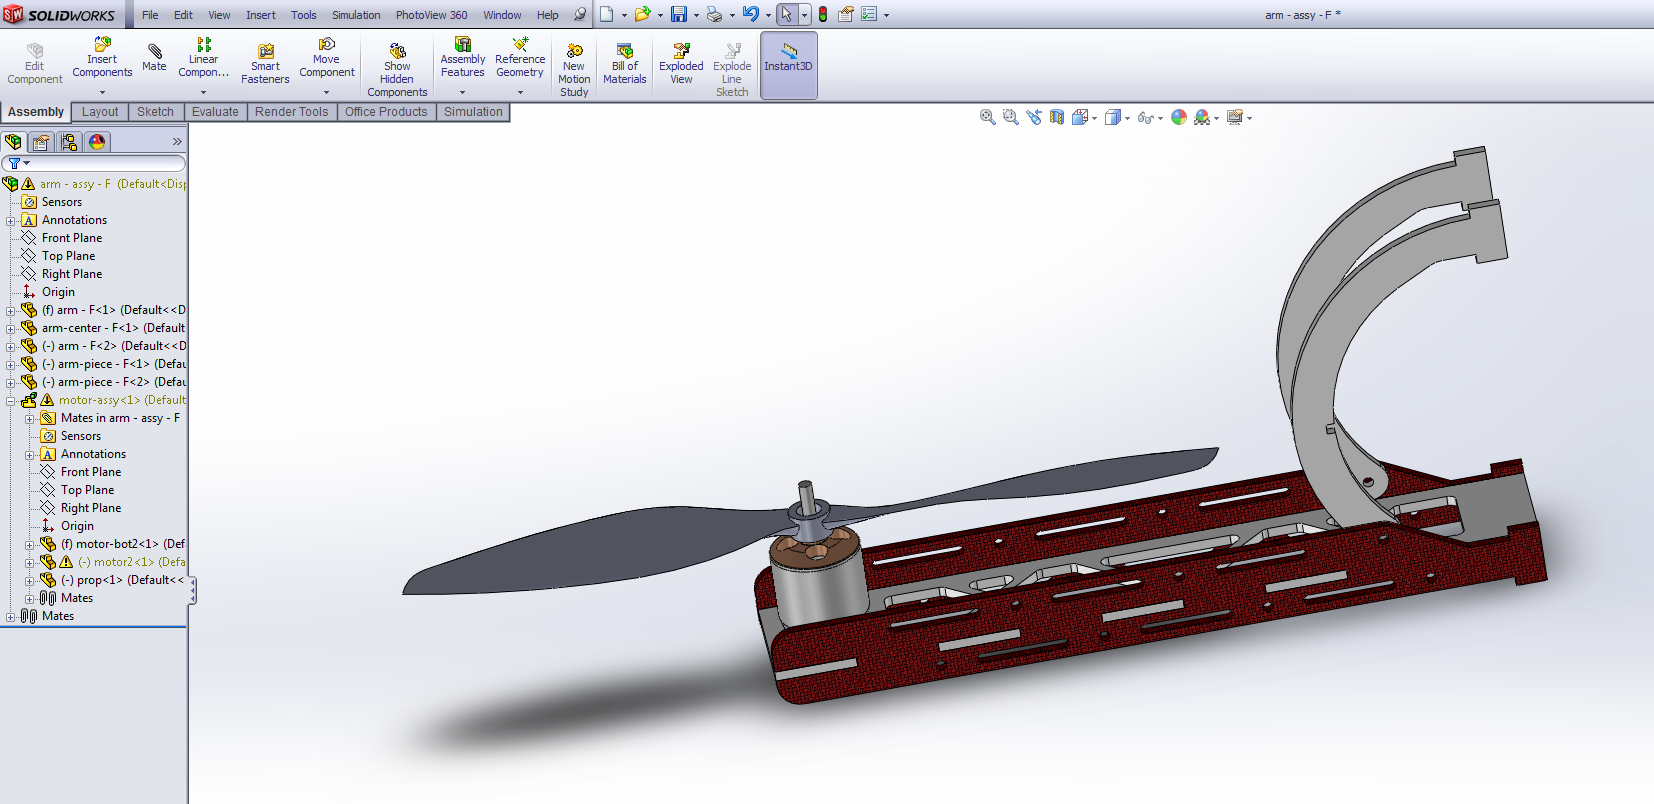 SW SOLIDWORKS File Edit View Insert Tools Simulation PhotoView 360 Window Help arm - assy - F *
Edit Component
Insert Components
Mate
Linear Compon...
Smart Fasteners
Move Component
Show Hidden Components
Assembly Features
Reference Geometry
New Motion Study
Bill of Materials
Exploded View
Explode Line Sketch
Instant3D
Assembly Layout Sketch Evaluate Render Tools Office Products Simulation
arm - assy - F (Default<Disp
Sensors
A Annotations
Front Plane
Top Plane
Right Plane
Origin
(f) arm - F<1> (Default<<D
arm-center - F<1> (Default
(-) arm - F<2> (Default<<D
(-) arm-piece - F<1> (Defau
(-) arm-piece - F<2> (Defau
motor-assy<1> (Default
Mates in arm - assy - F
Sensors
A Annotations
Front Plane
Top Plane
Right Plane
Origin
(f) motor-bot2<1> (Def
(-) motor2<1> (Defa
(-) prop<1> (Default<<
Mates
Mates